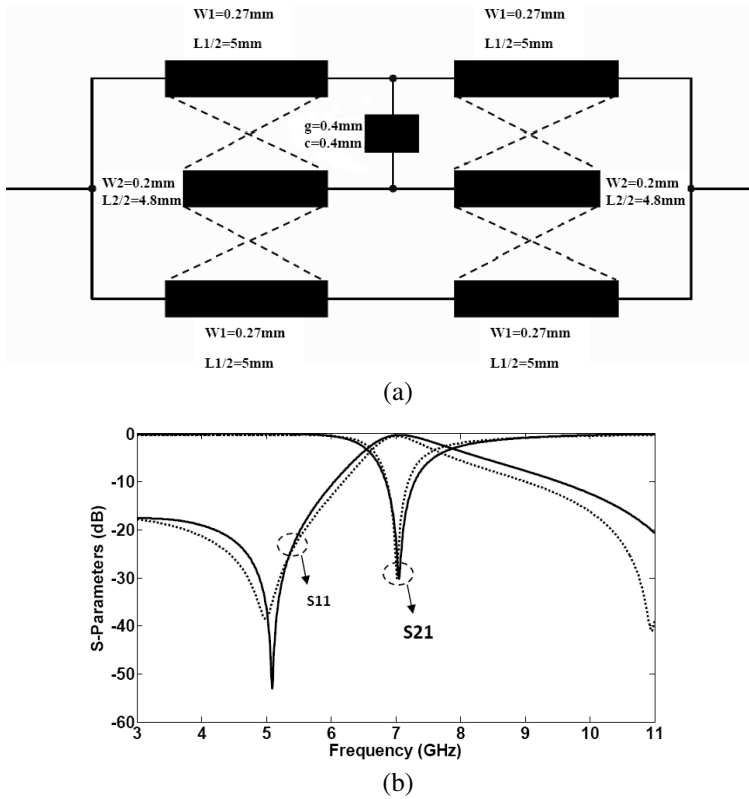 W1=0.27mm
L1/2=5mm
W1=0.27mm
L1/2=5mm
g=0.4mm
c=0.4mm
W2=0.2mm
L2/2=4.8mm
W2=0.2mm
L2/2=4.8mm
W1=0.27mm
L1/2=5mm
W1=0.27mm
L1/2=5mm
(a)
0
-10
-20
-30
-40
-50
-60
S-Parameters (dB)
S11
S21
3 5 6 7 8 9 10 11
Frequency (GHz)
(b)